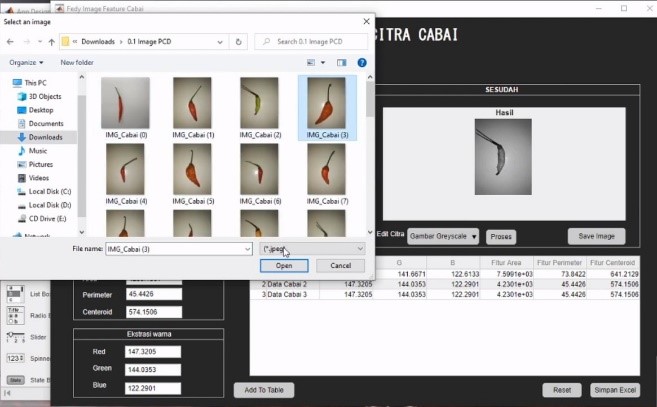 App Desig
Fedy Image Feature Cabai
Select an image
CITRA CABAI
« Downloads › 0.1 Image PCD
Search 0.1 Image PCD
Organize
New folder
This PC
3D Objects
Desktop
Documents
Downloads
Music
Pictures
Videos
Local Disk (C:)
Local Disk (D:)
CD Drive (E:)
Network
IMG_Cabai (0)
IMG_Cabai (1)
IMG_Cabai (2)
IMG_Cabai (3)
IMG_Cabai (4)
IMG_Cabai (5)
IMG_Cabai (6)
IMG_Cabai (7)
File name:
IMG_Cabai (3)
(*.jpeg)
Open
Cancel
SESUDAH
Hasil
Edit Citra
Gambar Greyscale
Proses
Save Image
G B Fitur Area Fitur Perimeter Fitur Centeroid
141.6671 122.6133 7.5991e+03 73.8422 641.2129
2 Data Cabai 2 147.3205 144.0353 122.2901 4.2301e+03 45.4426 574.1506
3 Data Cabai 3 147.3205 144.0353 122.2901 4.2301e+03 45.4426 574.1506
Perimeter 45.4426
Centeroid 574.1506
Ekstrasi warna
Red 147.3205
Green 144.0353
Blue 122.2901
List Bo
Radio B
Slider
Spinne
State B
Add To Table
Reset
Simpan Excel